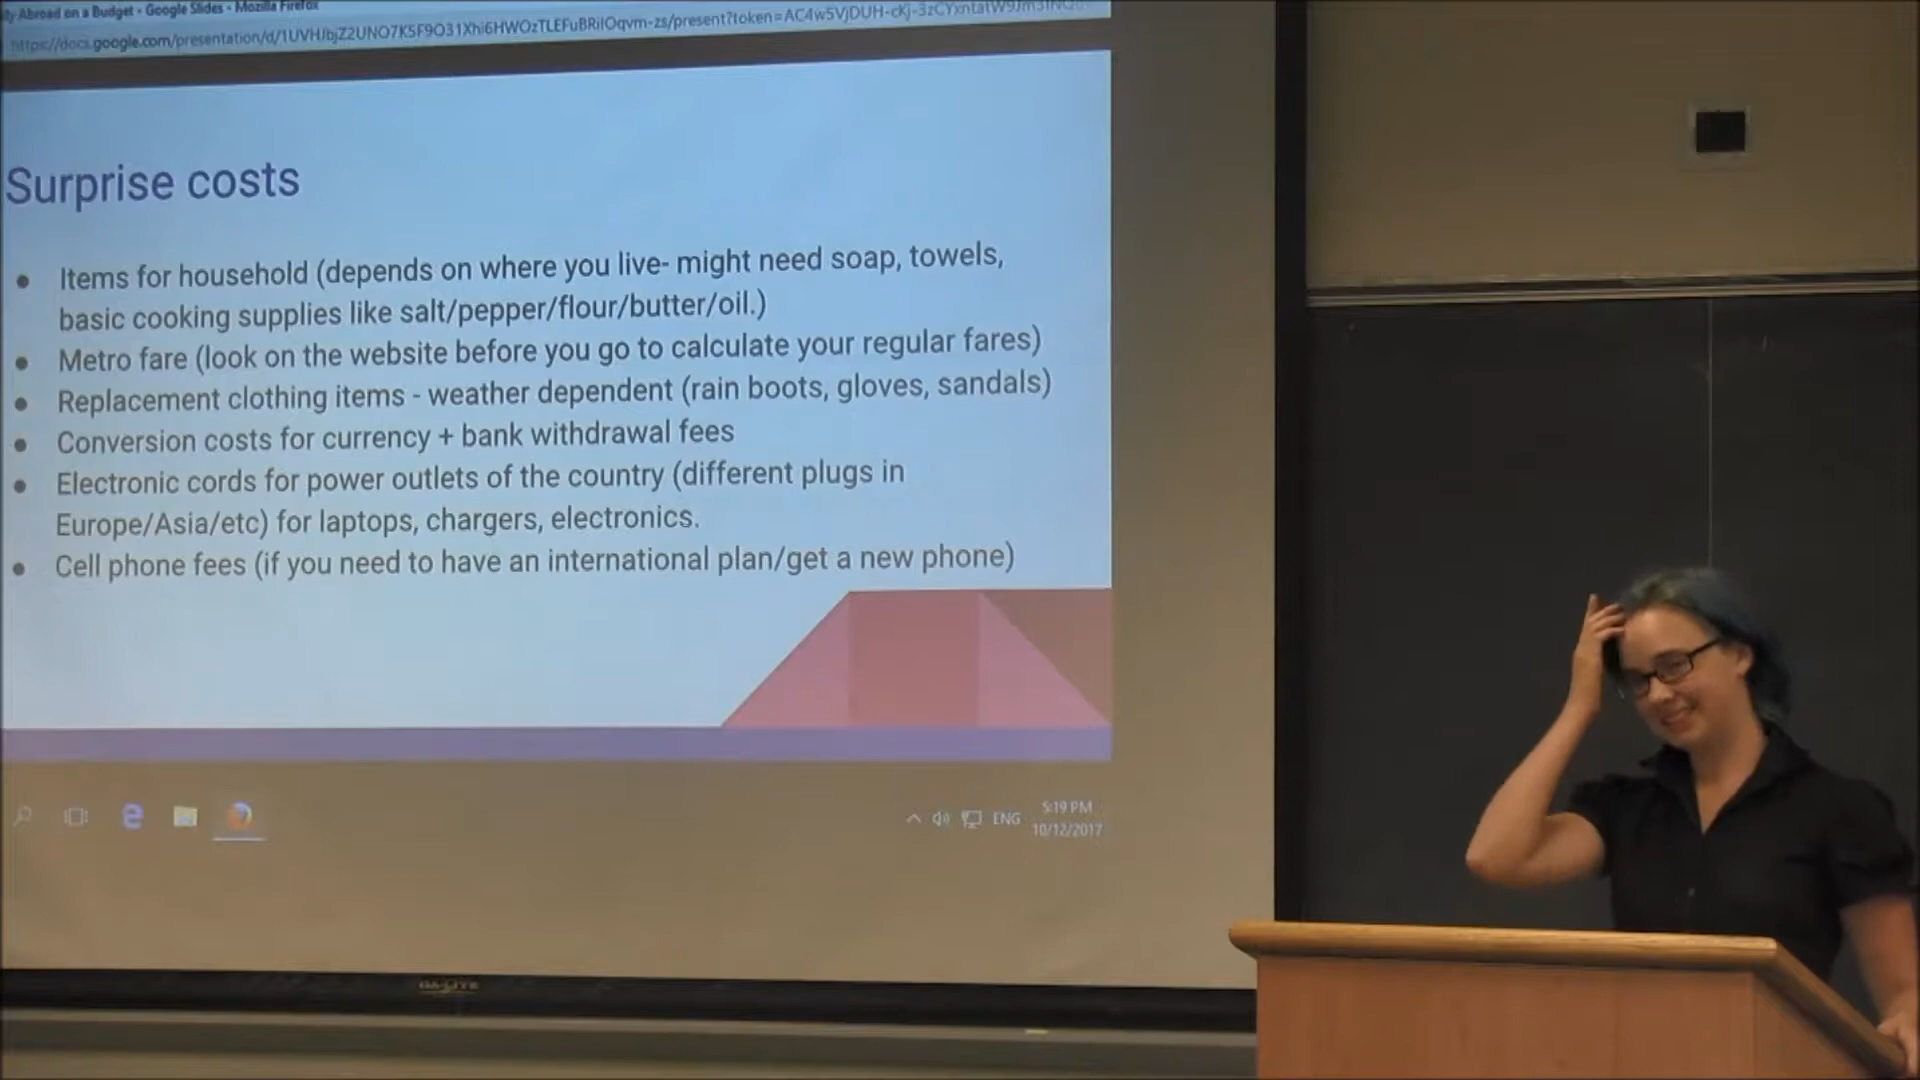 Abroad on a Budget - Google Slides - Mozilla Firefox
Surprise costs
● Items for household (depends on where you live- might need soap, towels,
basic cooking supplies like salt/pepper/flour/butter/oil.)
● Metro fare (look on the website before you go to calculate your regular fares)
● Replacement clothing items - weather dependent (rain boots, gloves, sandals)
● Conversion costs for currency + bank withdrawal fees
● Electronic cords for power outlets of the country (different plugs in
Europe/Asia/etc) for laptops, chargers, electronics.
● Cell phone fees (if you need to have an international plan/get a new phone)
ENG
5:19 PM
10/12/2017
DA-LITE